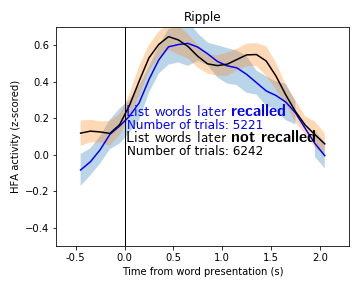 Ripple
HFA activity (z-scored)
0.6
0.4
0.2
0.0
−0.2
−0.4
List words later recalled
Number of trials: 5221
List words later not recalled
Number of trials: 6242
-0.5
0.0
0.5
1.0
1.5
2.0
Time from word presentation (s)